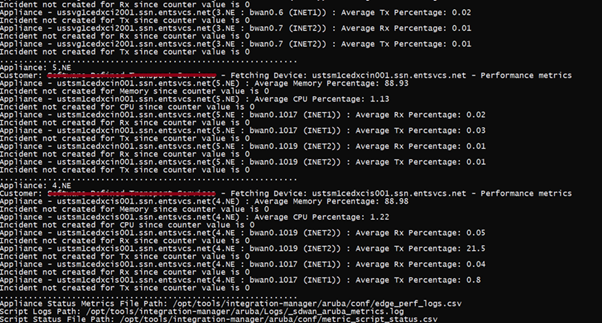 Incident not created for Rx since counter value is 0
Appliance - ussvg1cedxci2001.ssn.entsvcs.net(3.NE : bwan0.6 (INET1)) : Average Tx Percentage: 0.02
Incident not created for Tx since counter value is 0
Appliance - ussvg1cedxci2001.ssn.entsvcs.net(3.NE : bwan0.7 (INET2)) : Average Rx Percentage: 0.01
Incident not created for Rx since counter value is 0
Appliance - ussvg1cedxci2001.ssn.entsvcs.net(3.NE : bwan0.7 (INET2)) : Average Tx Percentage: 0.01
Incident not created for Tx since counter value is 0
............................................................
Appliance: 5.NE
Customer: Software Defined Transport Services - Fetching Device: ustsm1cedxcin001.ssn.entsvcs.net - Performance metrics
Appliance - ustsm1cedxcin001.ssn.entsvcs.net(5.NE) : Average Memory Percentage: 88.93
Incident not created for Memory since counter value is 0
Appliance - ustsm1cedxcin001.ssn.entsvcs.net(5.NE) : Average CPU Percentage: 1.13
Incident not created for CPU since counter value is 0
Appliance - ustsm1cedxcin001.ssn.entsvcs.net(5.NE : bwan0.1017 (INET1)) : Average Rx Percentage: 0.02
Incident not created for Rx since counter value is 0
Appliance - ustsm1cedxcin001.ssn.entsvcs.net(5.NE : bwan0.1017 (INET1)) : Average Tx Percentage: 0.03
Incident not created for Tx since counter value is 0
Appliance - ustsm1cedxcin001.ssn.entsvcs.net(5.NE : bwan0.1019 (INET2)) : Average Rx Percentage: 0.01
Incident not created for Rx since counter value is 0
Appliance - ustsm1cedxcin001.ssn.entsvcs.net(5.NE : bwan0.1019 (INET2)) : Average Tx Percentage: 0.01
Incident not created for Tx since counter value is 0
............................................................
Appliance: 4.NE
Customer: Software Defined Transport Services - Fetching Device: ustsm1cedxcis001.ssn.entsvcs.net - Performance metrics
Appliance - ustsm1cedxcis001.ssn.entsvcs.net(4.NE) : Average Memory Percentage: 88.98
Incident not created for Memory since counter value is 0
Appliance - ustsm1cedxcis001.ssn.entsvcs.net(4.NE) : Average CPU Percentage: 1.22
Incident not created for CPU since counter value is 0
Appliance - ustsm1cedxcis001.ssn.entsvcs.net(4.NE : bwan0.1019 (INET2)) : Average Rx Percentage: 0.05
Incident not created for Rx since counter value is 0
Appliance - ustsm1cedxcis001.ssn.entsvcs.net(4.NE : bwan0.1019 (INET2)) : Average Tx Percentage: 21.5
Incident not created for Tx since counter value is 0
Appliance - ustsm1cedxcis001.ssn.entsvcs.net(4.NE : bwan0.1017 (INET1)) : Average Rx Percentage: 0.04
Incident not created for Rx since counter value is 0
Appliance - ustsm1cedxcis001.ssn.entsvcs.net(4.NE : bwan0.1017 (INET1)) : Average Tx Percentage: 0.8
Incident not created for Tx since counter value is 0
............................................................
Appliance Status Metrics File Path: /opt/tools/integration-manager/aruba/conf/edge_perf_logs.csv
Script Logs Path: /opt/tools/integration-manager/aruba/Logs/_sdwan_aruba_metrics.log
Script Status File Path: /opt/tools/integration-manager/aruba/conf/metric_script_status.csv